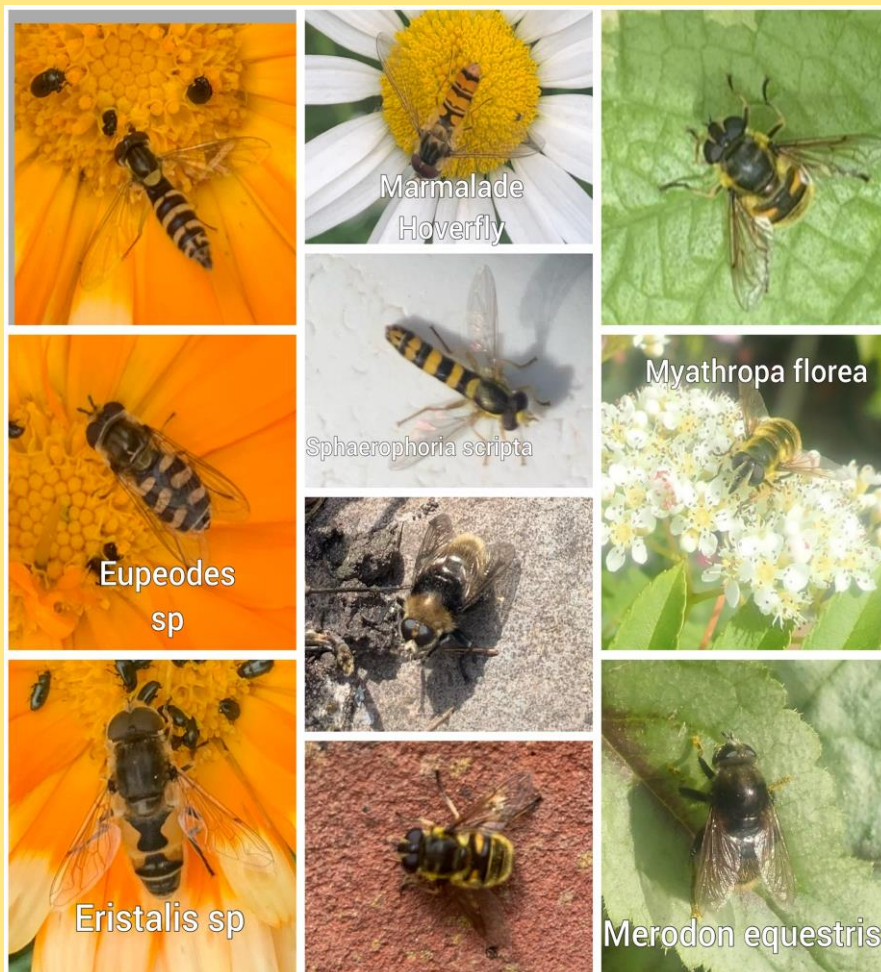 Marmalade
Hoverfly
Sphaerophoria scripta
Myathropa florea
Eupeodes
sp
Eristalis sp
Merodon equestris